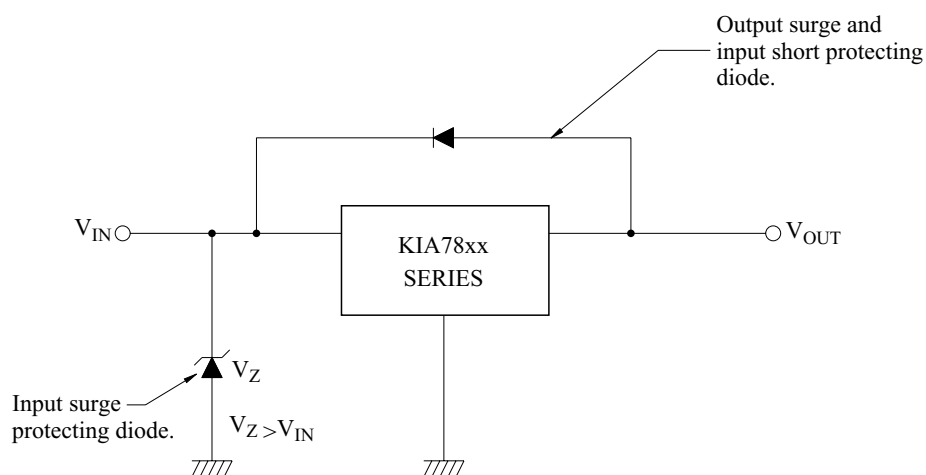 Output surge and
input short protecting
diode.
VIN
KIA78xx
SERIES
VOUT
VZ
Input surge
protecting diode.
VZ>VIN